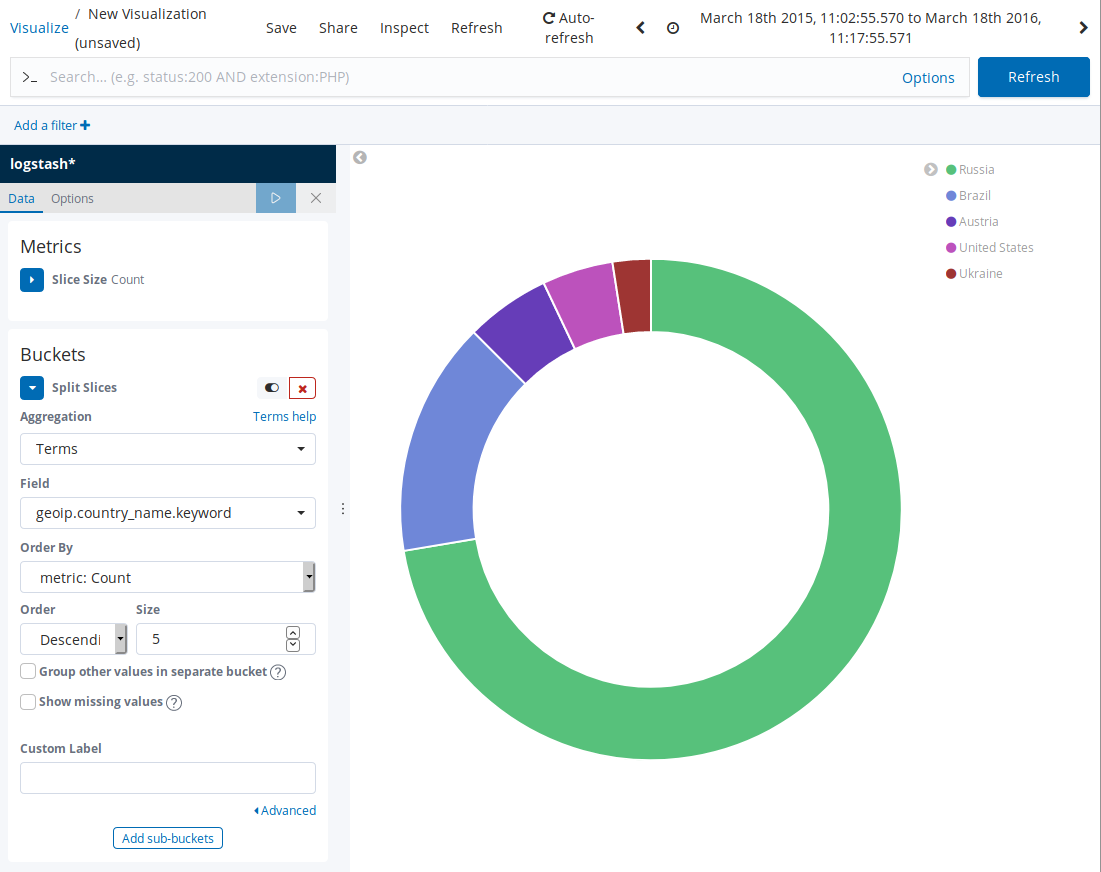 Visualize / New Visualization (unsaved)
Save
Share
Inspect
Refresh
Auto-refresh
March 18th 2015, 11:02:55.570 to March 18th 2016,
11:17:55.571
>_ Search... (e.g. status:200 AND extension:PHP)
Options
Refresh
Add a filter +
logstash*
Data
Options
Metrics
Slice Size Count
Buckets
Split Slices
Aggregation
Terms help
Terms
Field
geoip.country_name.keyword
Order By
metric: Count
Order
Size
Descendi
5
Group other values in separate bucket ?
Show missing values ?
Custom Label
Advanced
Add sub-buckets
Russia
Brazil
Austria
United States
Ukraine